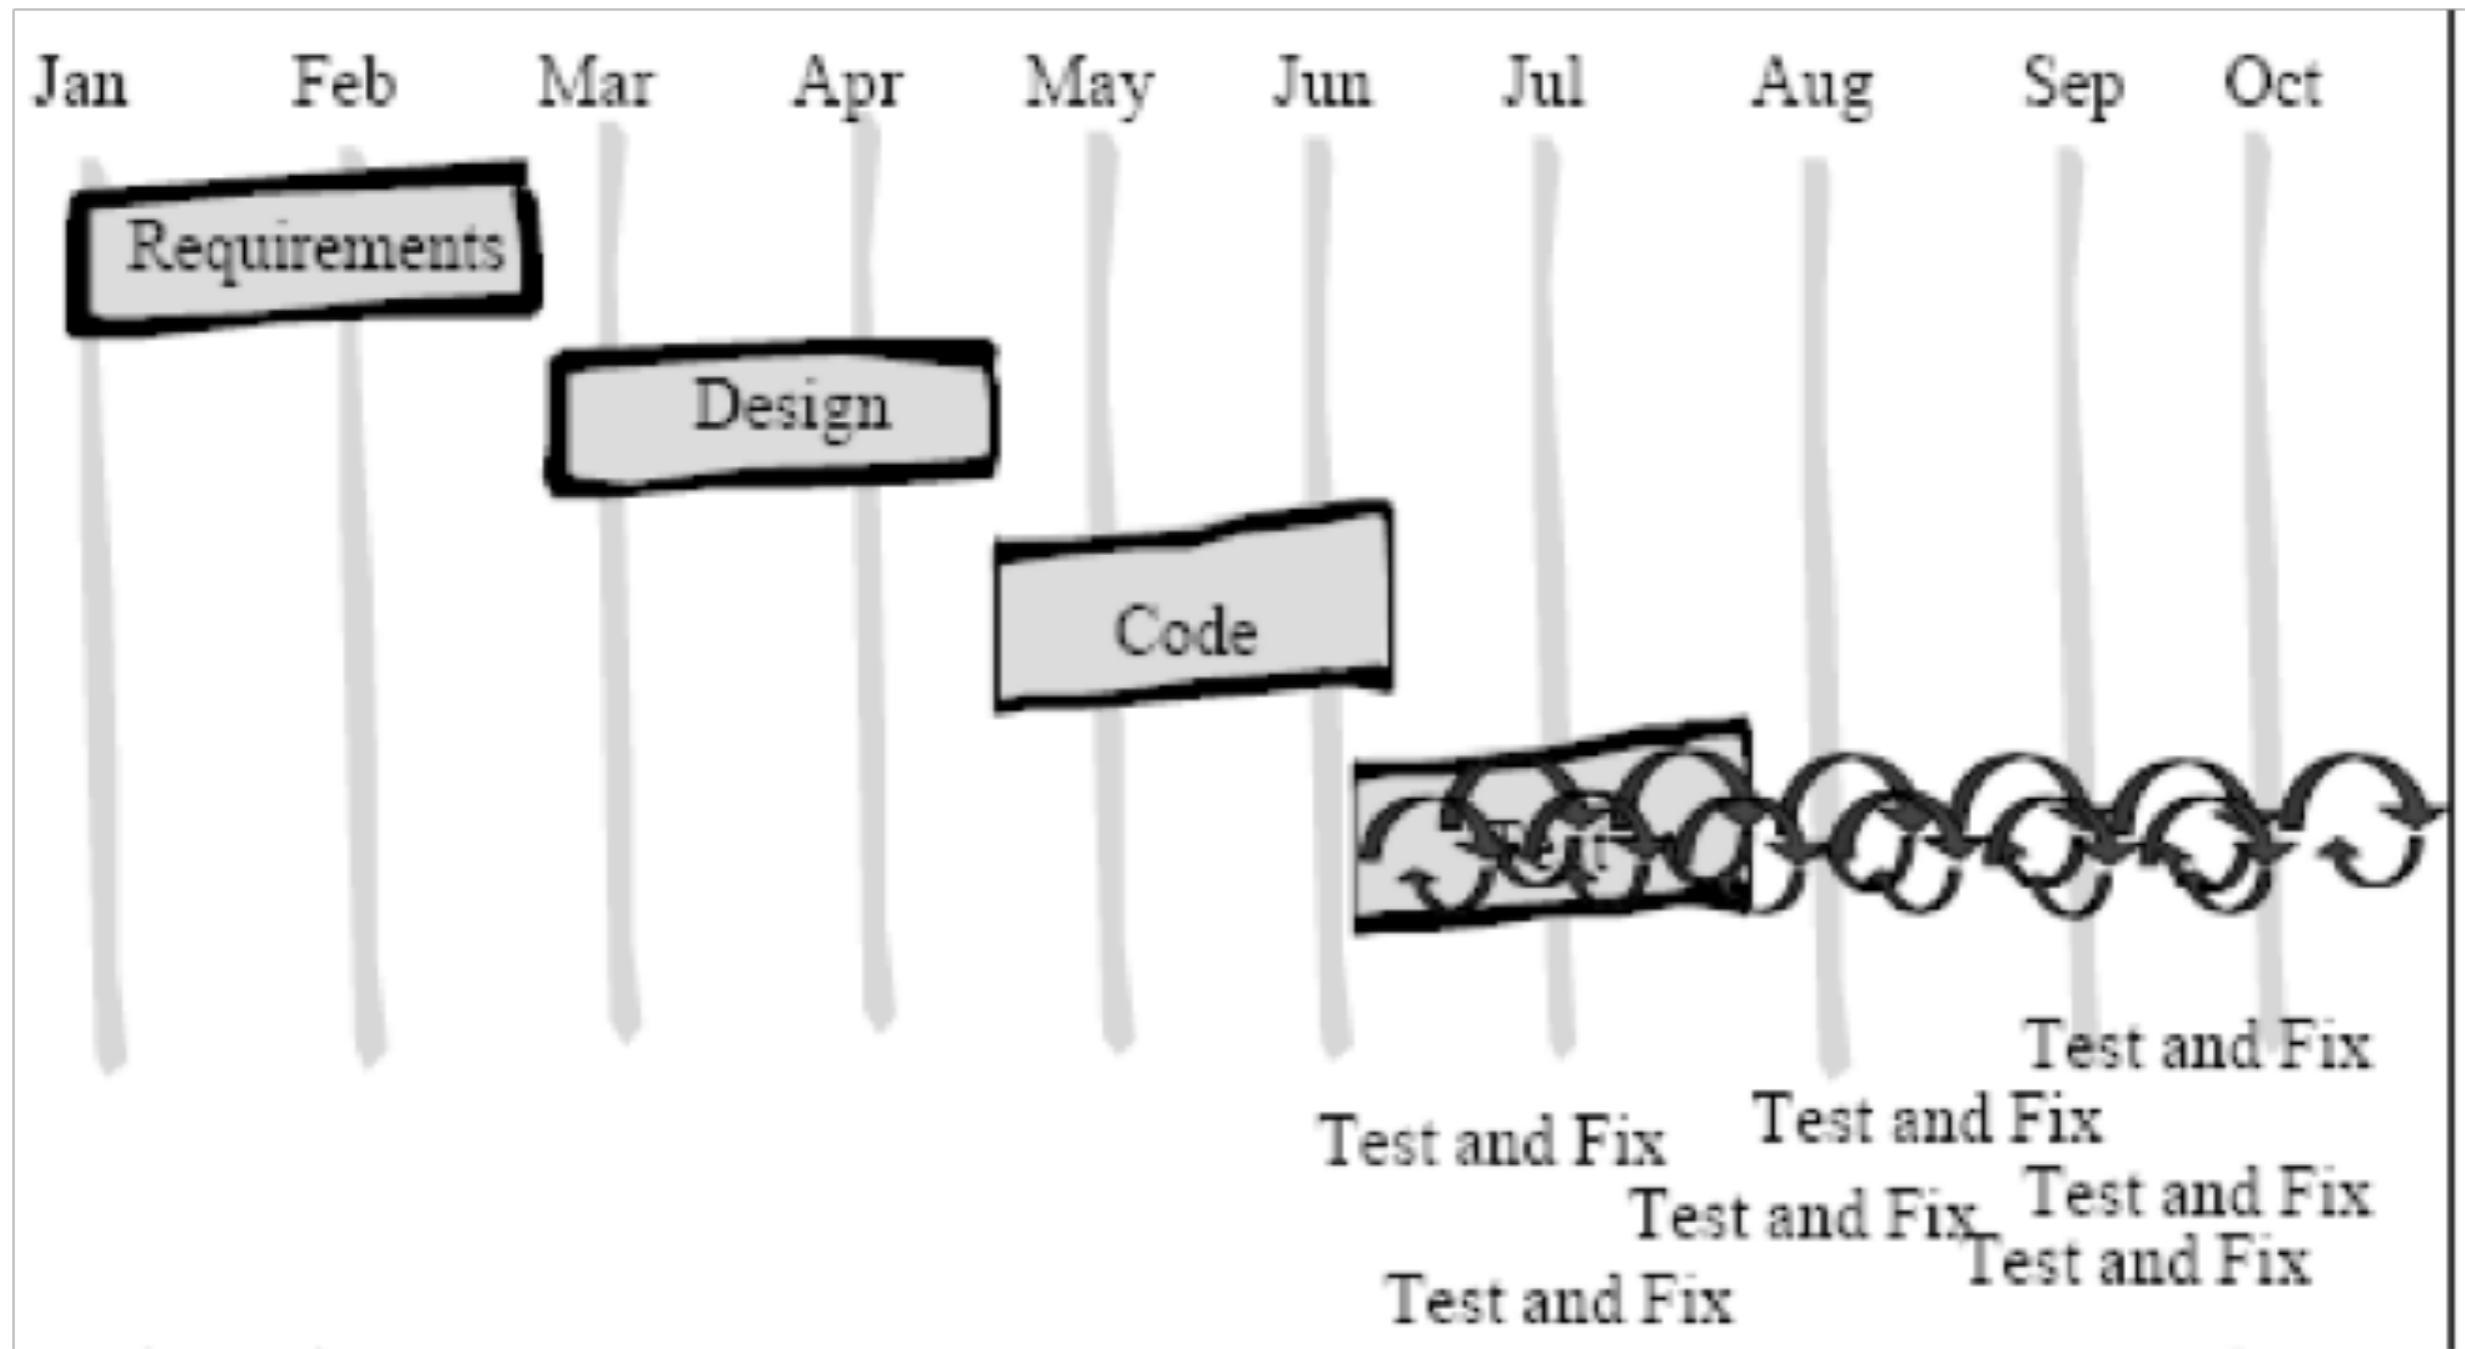 Jan Feb Mar Apr May Jun Jul Aug Sep Oct
Requirements
Design
Code
Test and Fix
Test and Fix
Test and Fix
Test and Fix
Test and Fix
Test and Fix
Test and Fix